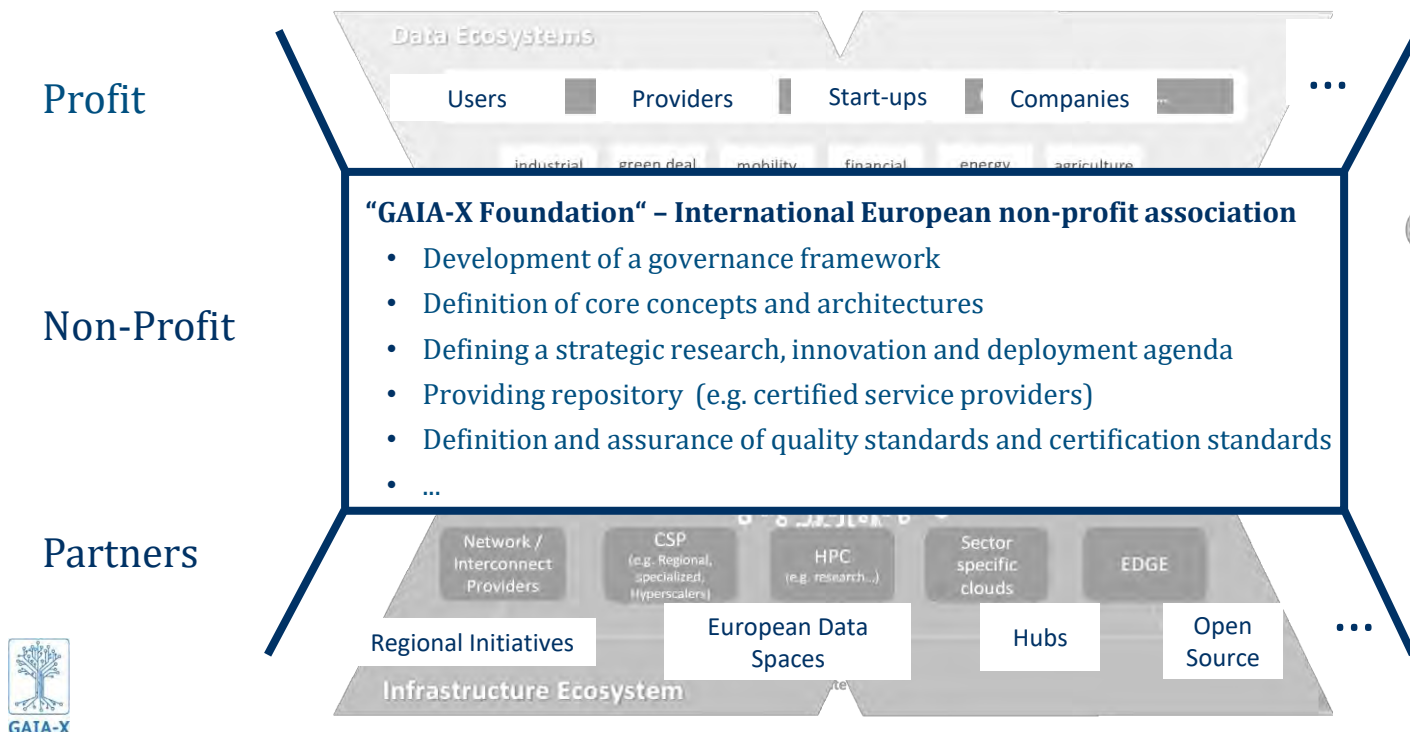 Data Ecosystems
Profit
Users Providers Start-ups Companies ... ...
industrial green deal mobility financial energy agriculture
“GAIA-X Foundation“ – International European non-profit association
• Development of a governance framework
• Definition of core concepts and architectures
Non-Profit
• Defining a strategic research, innovation and deployment agenda
• Providing repository (e.g. certified service providers)
• Definition and assurance of quality standards and certification standards
• ...
Partners
Network /
Interconnect
Providers
CSP
(e.g. Regional,
specialized,
Hyperscalers)
HPC
(e.g. research...)
Sector
specific
clouds
EDGE
Regional Initiatives
European Data
Spaces
Hubs
Open
Source
...
Infrastructure Ecosystem
GAIA-X